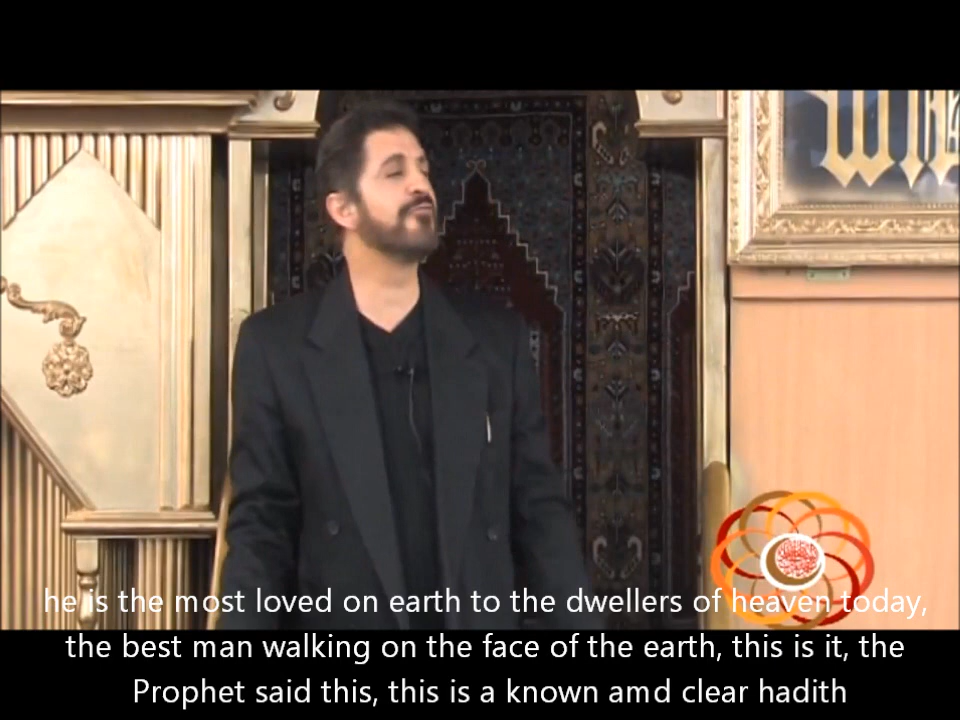 he is the most loved on earth to the dwellers of heaven today,
the best man walking on the face of the earth, this is it, the
Prophet said this, this is a known amd clear hadith